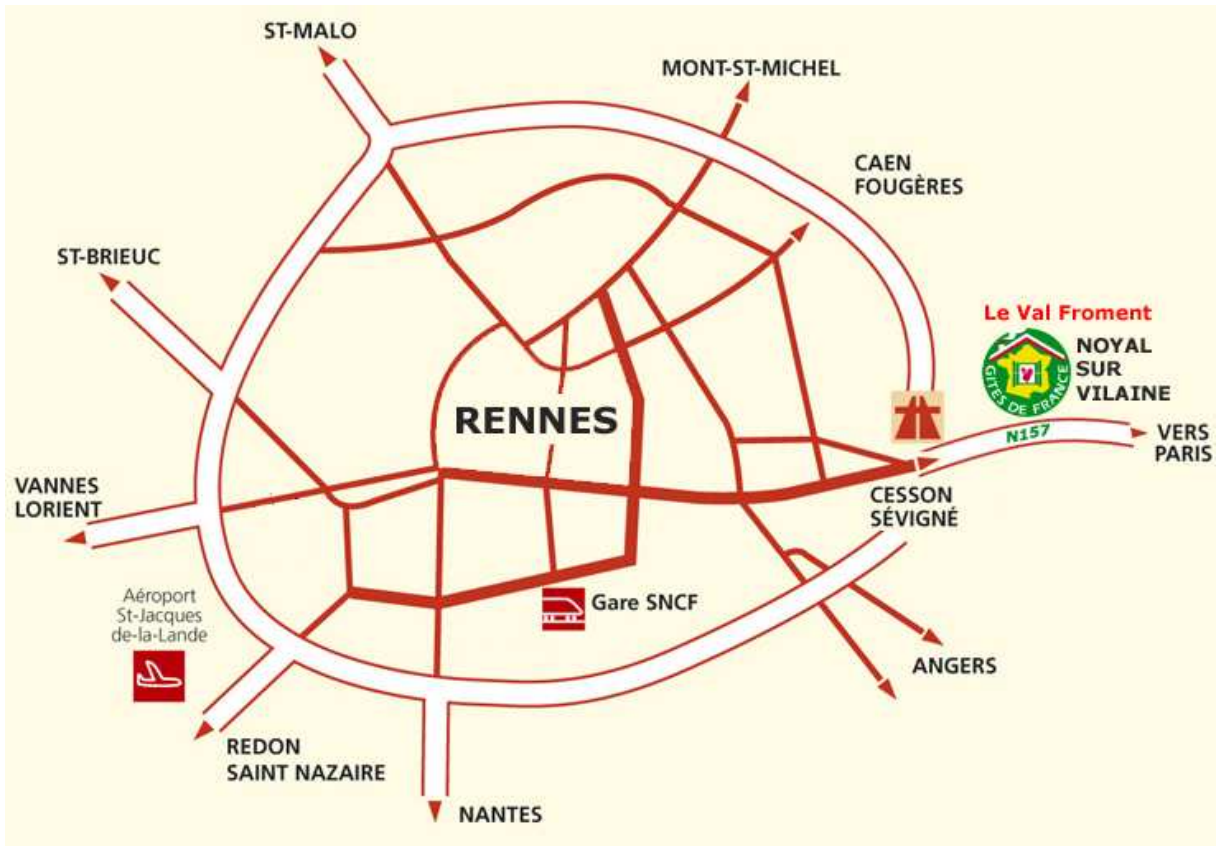 ST-MALO
MONT-ST-MICHEL
CAEN
FOUGÈRES
ST-BRIEUC
Le Val Froment
NOYAL
SUR
VILAINE
GITES DE FRANCE
RENNES
N157
VERS
PARIS
VANNES
LORIENT
CESSON
SÉVIGNÉ
Aéroport
St-Jacques
de-la-Lande
Gare SNCF
ANGERS
REDON
SAINT NAZAIRE
NANTES